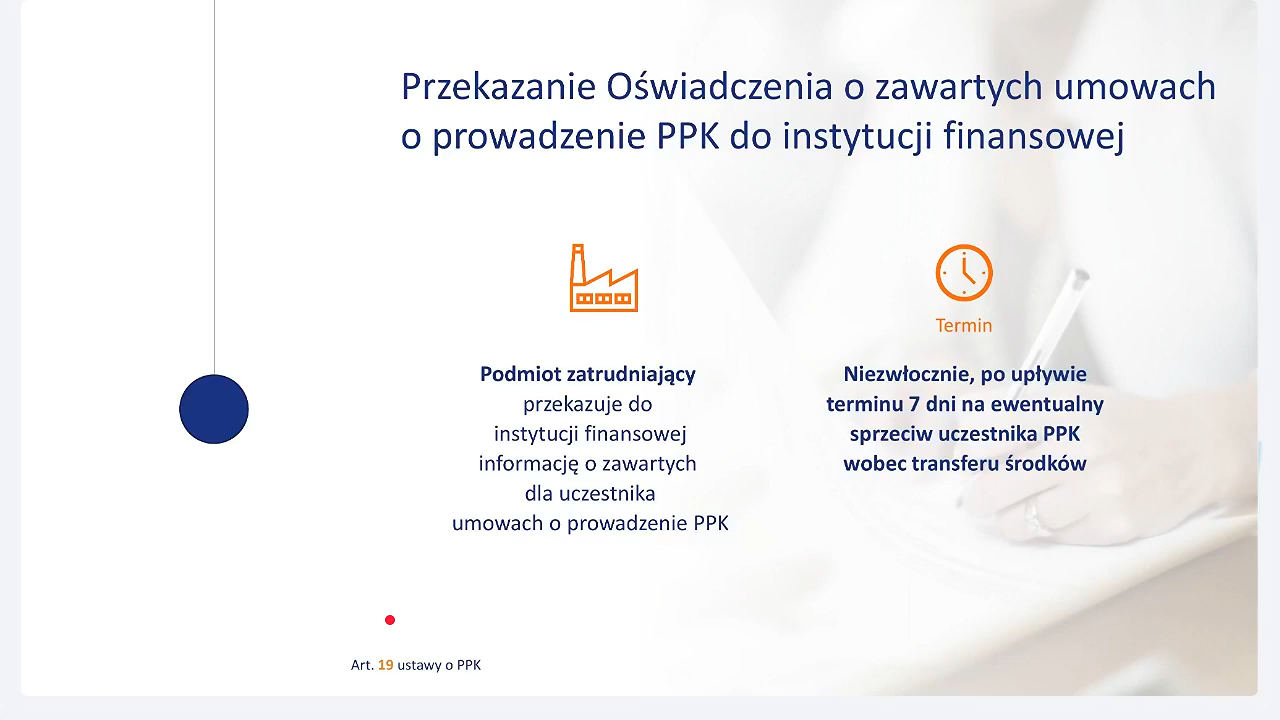 Przekazanie Oświadczenia o zawartych umowach
o prowadzenie PPK do instytucji finansowej
Podmiot zatrudniający
przekazuje do
instytucji finansowej
informację o zawartych
dla uczestnika
umowach o prowadzenie PPK
Termin
Niezwłocznie, po upływie
terminu 7 dni na ewentualny
sprzeciw uczestnika PPK
wobec transferu środków
Art. 19 ustawy o PPK